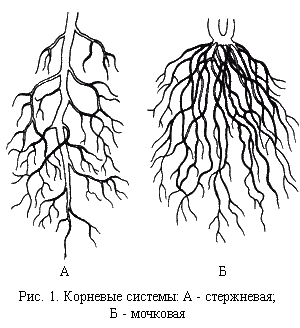 А Б
Рис. 1. Корневые системы: А - стержневая;
Б - мочковая